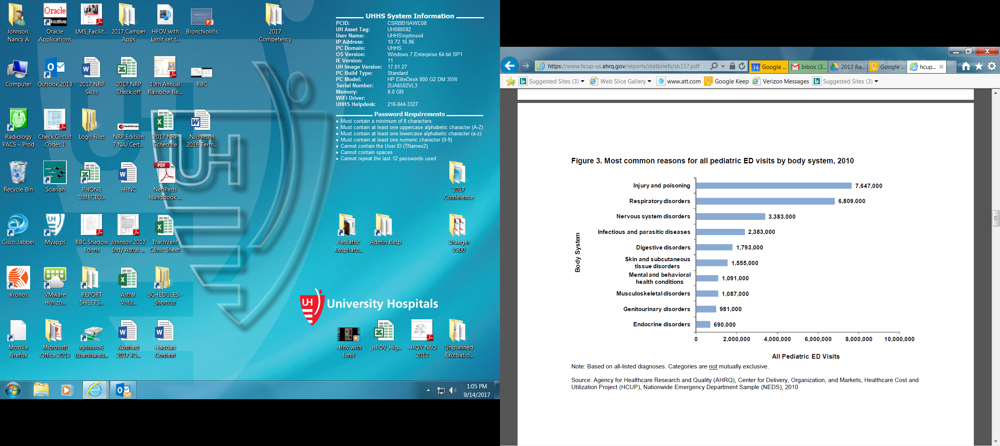 Johnson,
Nancy A
Oracle
Oracle
Applications
LMS_Facilit...
2017 Camper
Apps
HFOV with
Limit set t...
Bronchiolitis
2017
Competency
Computer
Outlook 2013
2017 NRP
Skills
2017 NRP
Check off
19th Annual
Rainbow Re...
RBC
Radiology
PACS – Prod
Check Circuit
Codes 1
Logo Files
HealthStream
NRP Edition
7 NAJ Cert...
2017 NRP
Schedule
NJohnson
2016 Term...
Recycle Bin
Soarian
PHONE
DIRECTO...
HFNC
PDF
NeoPeds
Handbook ...
2017
Conference
Cisco Jabber
UH
Myapps
RBC Shadow
Forms
Johnson 2017
Indy Astral ...
TrachVent
Clinic Sheet
Pediatric
Respirato...
Admin Resp
Draeger
V500
Kronos
VMware
Horizo...
REPORT
SHEETS...
Astral
Volu...
SCHEDULES -
Shortcut
Mozilla
Firefox
Microsoft
Office 2013
njohnso4
(usershareu...
Abstract
2017 JO...
Haddad
Content
Hfov with
limit
_HFOV_Hig...
HFOV NEO
2012
Unplanned
Exutbatio...
UHHS System Information
PCID: CSRBB1IAWC08
UH Asset Tag: UH088582
User Name: UHHS\njohnso4
IP Address: 10.72.16.96
PC Domain: UHHS
OS Version: Windows 7 Enterprise 64-bit SP1
IE Version: 11
UH Image Version: 17.01.27
PC Build Type: Standard
PC Model: HP EliteDesk 800 G2 DM 35W
Serial Number: 2UA6502VL3
Memory: 8.0 GB
WiFi Driver:
UHHS Helpdesk: 216-844-3327
Password Requirements
• Must contain a minimum of 8 characters
• Must contain at least one uppercase alphabetic character (A-Z)
• Must contain at least one lowercase alphabetic character (a-z)
• Must contain at least one numeric character (0-9)
• Cannot contain the User ID (TNamex2)
• Cannot contain spaces
• Cannot repeat the last 12 passwords used
UH
UH University Hospitals
1:05 PM
9/14/2017
https://www.hcup-us.ahrq.gov/reports/statbriefs/sb157.pdf
14 Google ...
Inbox (3...
2017 Ra...
Google ...
hcup...
Suggested Sites (3)
Web Slice Gallery
www.att.com
Google Keep
Verizon Messages
Suggested Sites (3)
Figure 3. Most common reasons for all pediatric ED visits by body system, 2010
Body System
Injury and poisoning 7,647,000
Respiratory disorders 6,809,000
Nervous system disorders 3,383,000
Infectious and parasitic diseases 2,383,000
Digestive disorders 1,793,000
Skin and subcutaneous
tissue disorders 1,555,000
Mental and behavioral
health conditions 1,091,000
Musculoskeletal disorders 1,087,000
Genitourinary disorders 981,000
Endocrine disorders 690,000
0 2,000,000 4,000,000 6,000,000 8,000,000 10,000,000
All Pediatric ED Visits
Note: Based on all-listed diagnoses. Categories are not mutually exclusive.
Source: Agency for Healthcare Research and Quality (AHRQ), Center for Delivery, Organization, and Markets, Healthcare Cost and
Utilization Project (HCUP), Nationwide Emergency Department Sample (NEDS), 2010